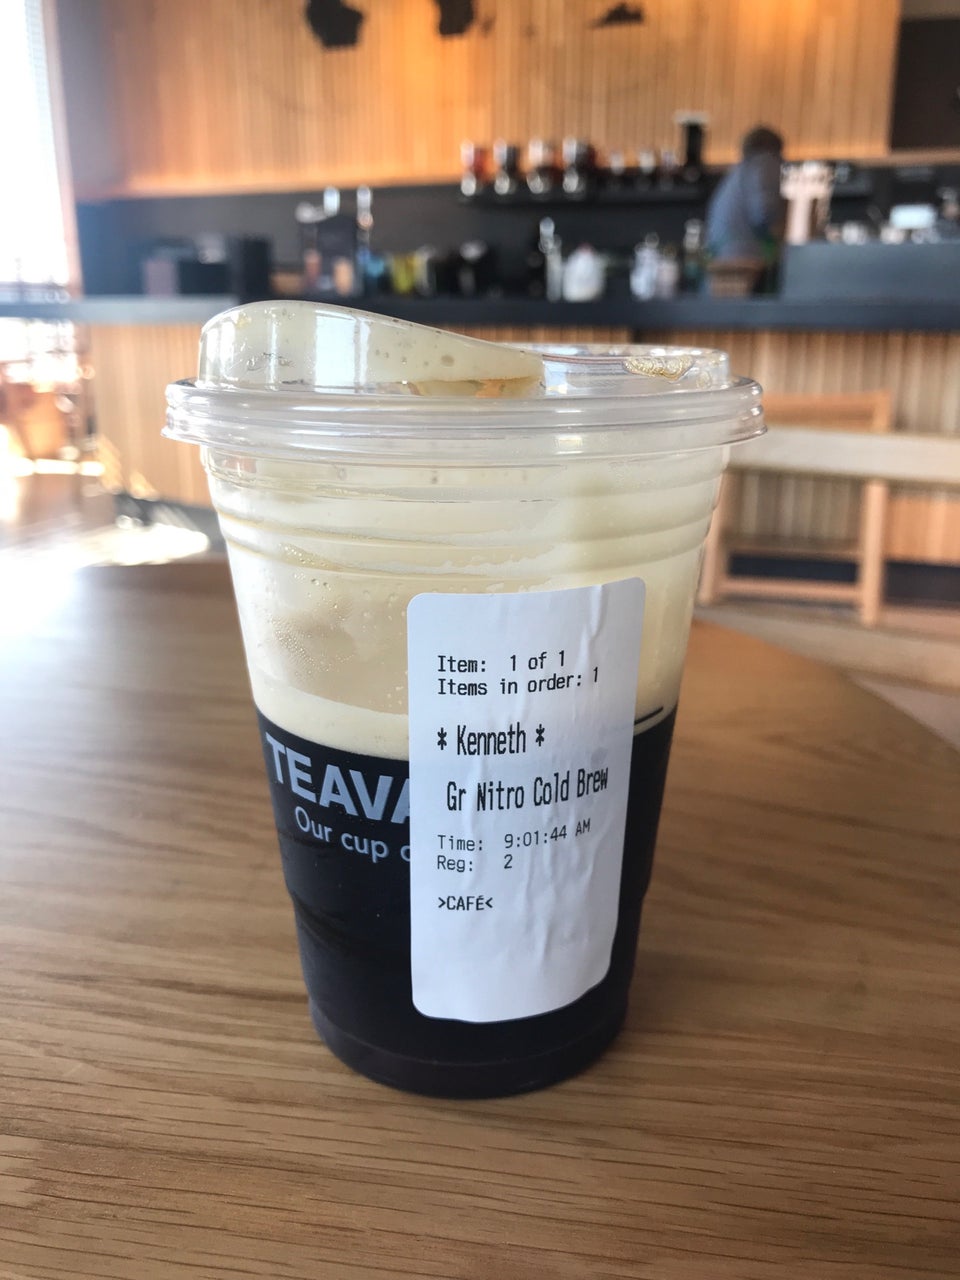 Item: 1 of 1
Items in order: 1
* Kenneth *
Gr Nitro Cold Brew
Time: 9:01:44 AM
Reg: 2
>CAFÉ<
TEAVA
Our cup